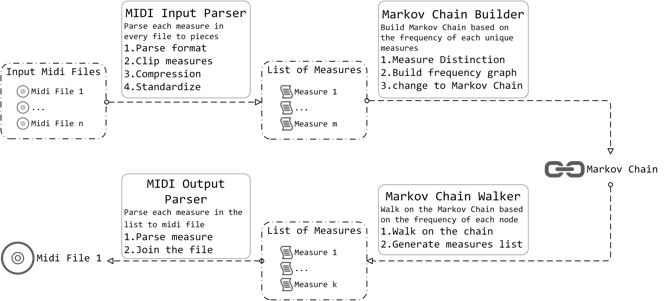 MIDI Input Parser
Parse each measure in
every file to pieces
1.Parse format
2.Clip measures
3.Compression
4.Standardize
Input Midi Files
Midi File 1
...
Midi File n
List of Measures
Measure 1
...
Measure m
Markov Chain Builder
Build Markov Chain based on
the frequency of each unique
measures
1.Measure Distinction
2.Build frequency graph
3.change to Markov Chain
Markov Chain
Markov Chain Walker
Walk on the Markov Chain based
on the frequency of each node
1.Walk on the chain
2.Generate measures list
List of Measures
Measure 1
...
Measure k
MIDI Output
Parser
Parse each measure in the
list to midi file
1.Parse measure
2.Join the file
Midi File 1